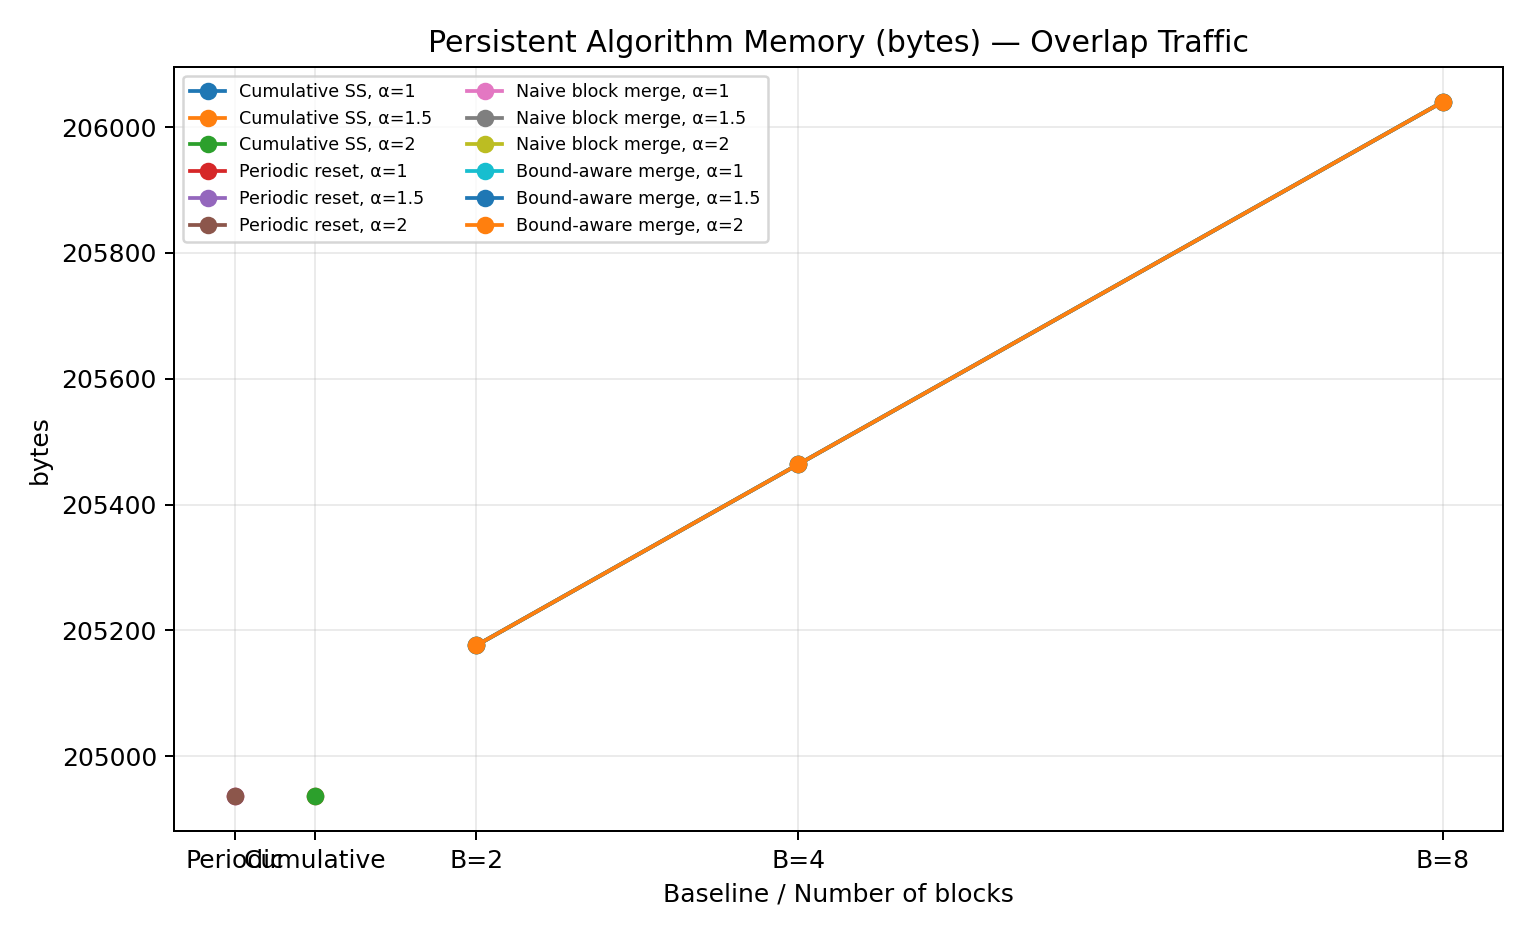 Persistent Algorithm Memory (bytes) — Overlap Traffic
Cumulative SS, α=1
Cumulative SS, α=1.5
Cumulative SS, α=2
Periodic reset, α=1
Periodic reset, α=1.5
Periodic reset, α=2
Naive block merge, α=1
Naive block merge, α=1.5
Naive block merge, α=2
Bound-aware merge, α=1
Bound-aware merge, α=1.5
Bound-aware merge, α=2
206000
205800
205600
205400
205200
205000
bytes
Periodic Cumulative B=2 B=4 B=8
Baseline / Number of blocks